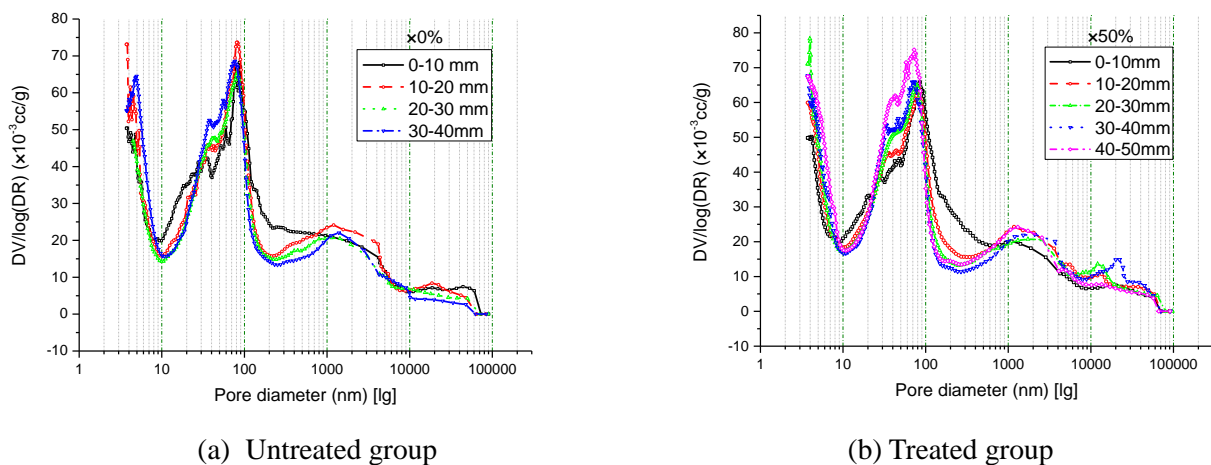 80
70
60
50
40
30
20
10
0
-10
DV/log(DR) (×10⁻³cc/g)
×0%
0-10 mm
10-20 mm
20-30 mm
30-40mm
1 10 100 1000 10000 100000
Pore diameter (nm) [lg]
(a) Untreated group
80
70
60
50
40
30
20
10
0
-10
DV/log(DR) (×10⁻³cc/g)
×50%
0-10mm
10-20mm
20-30mm
30-40mm
40-50mm
1 10 100 1000 10000 100000
Pore diameter (nm) [lg]
(b) Treated group